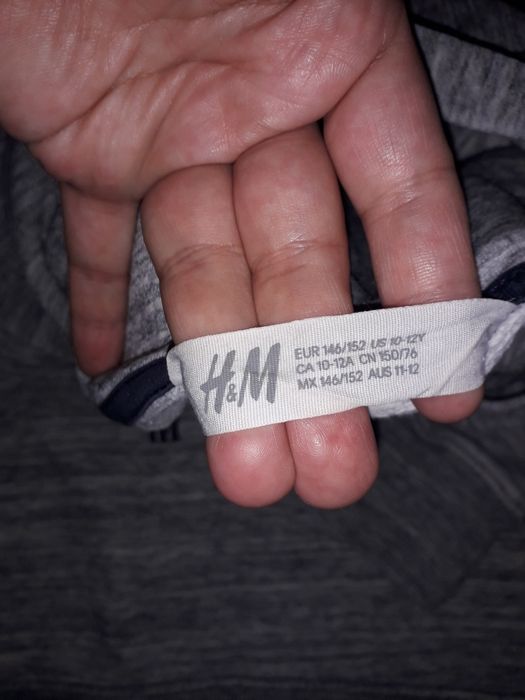 H&M
EUR 146/152 US 10-12Y
CA 10-12A CN 150/76
MX 146/152 AUS 11-12